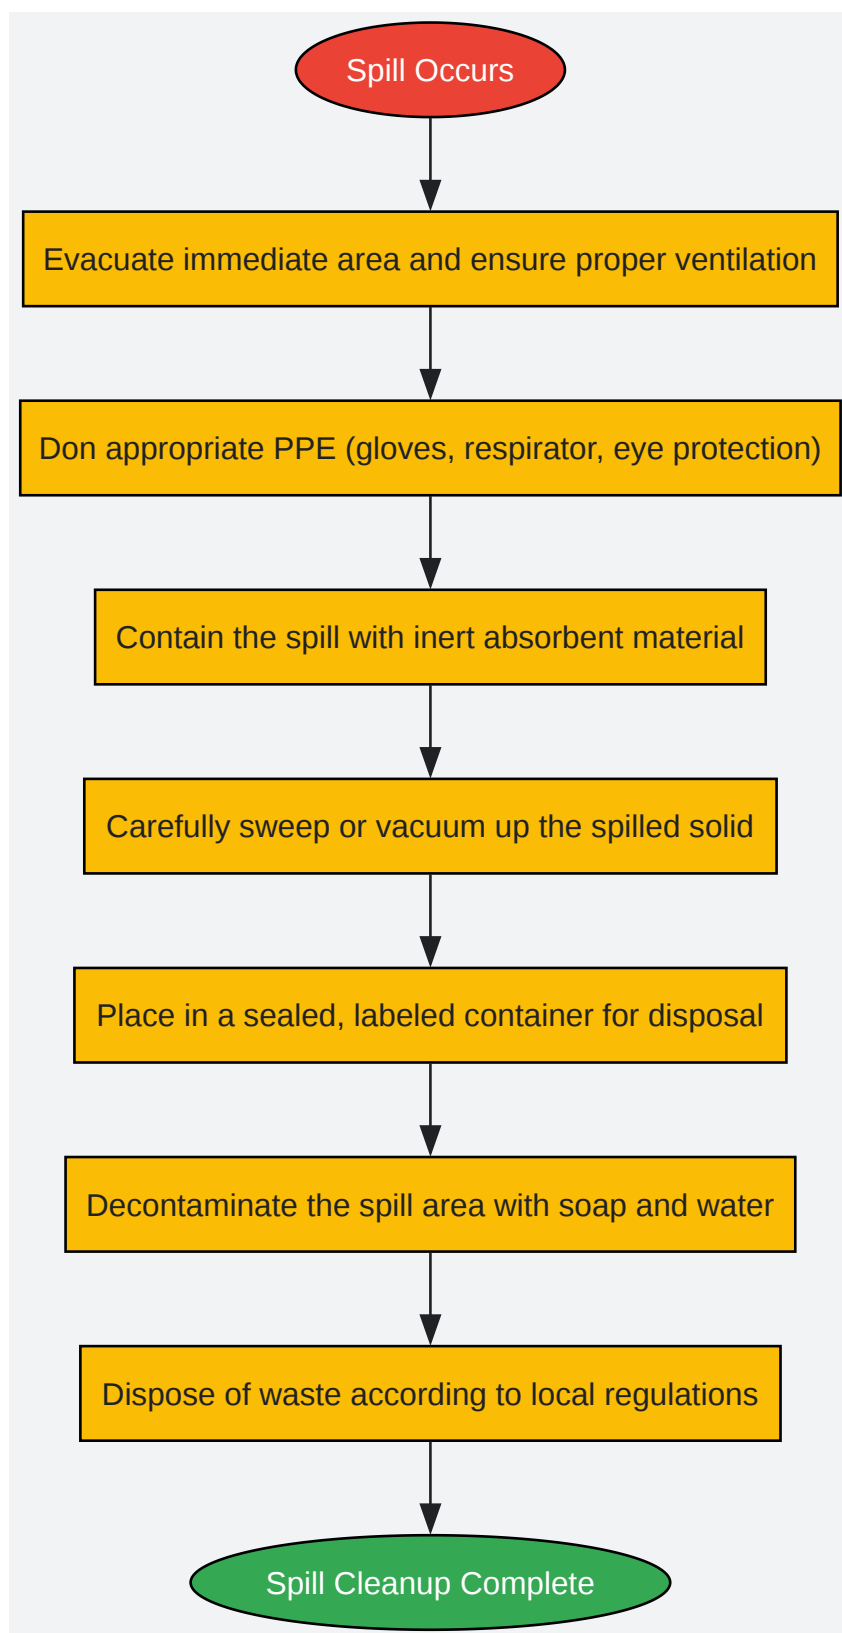 Spill Occurs
Evacuate immediate area and ensure proper ventilation
Don appropriate PPE (gloves, respirator, eye protection)
Contain the spill with inert absorbent material
Carefully sweep or vacuum up the spilled solid
Place in a sealed, labeled container for disposal
Decontaminate the spill area with soap and water
Dispose of waste according to local regulations
Spill Cleanup Complete